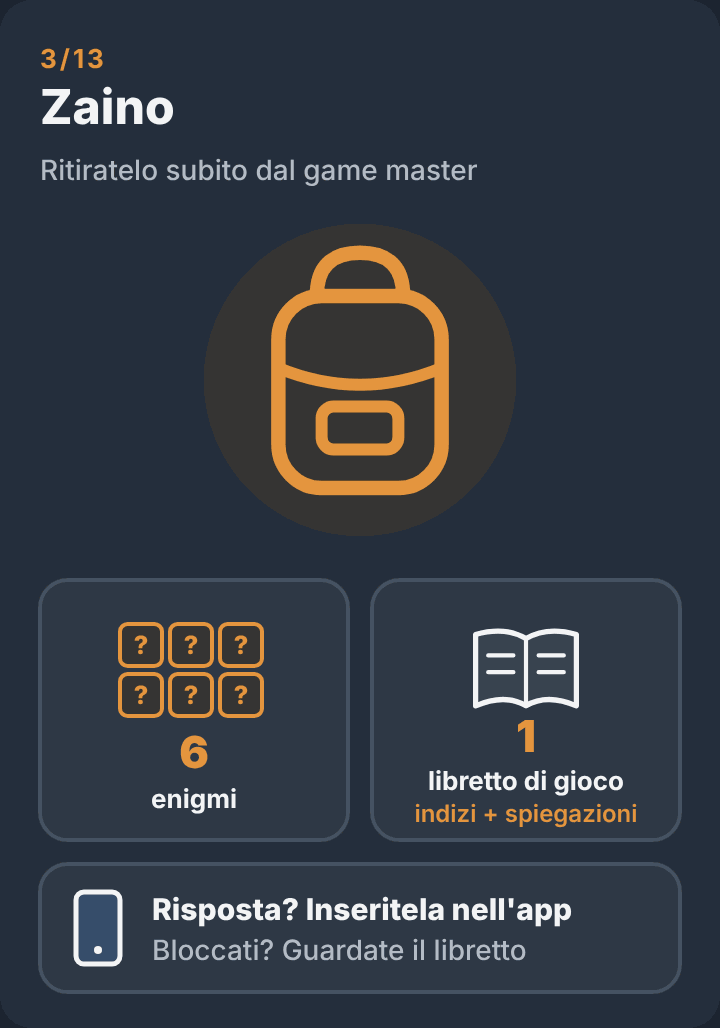 3/13
Zaino
Ritiratelo subito dal game master
? ? ?
? ? ?
6
enigmi
1
libretto di gioco
indizi + spiegazioni
Risposta? Inseritela nell'app
Bloccati? Guardate il libretto